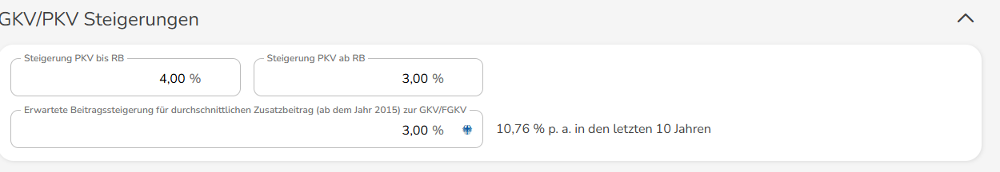 GKV/PKV Steigerungen
Steigerung PKV bis RB
4,00 %
Steigerung PKV ab RB
3,00 %
Erwartete Beitragssteigerung für durchschnittlichen Zusatzbeitrag (ab dem Jahr 2015) zur GKV/FGKV
3,00 %
10,76 % p. a. in den letzten 10 Jahren